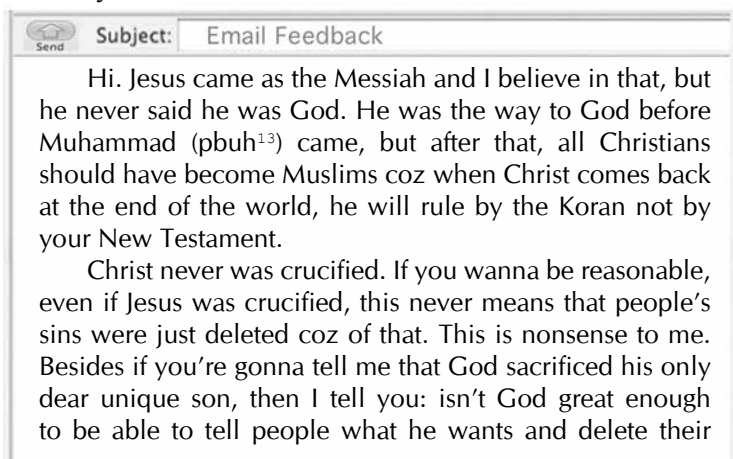 Send Subject: Email Feedback
Hi. Jesus came as the Messiah and I believe in that, but
he never said he was God. He was the way to God before
Muhammad (pbuh¹³) came, but after that, all Christians
should have become Muslims coz when Christ comes back
at the end of the world, he will rule by the Koran not by
your New Testament.
Christ never was crucified. If you wanna be reasonable,
even if Jesus was crucified, this never means that people’s
sins were just deleted coz of that. This is nonsense to me.
Besides if you’re gonna tell me that God sacrificed his only
dear unique son, then I tell you: isn’t God great enough
to be able to tell people what he wants and delete their